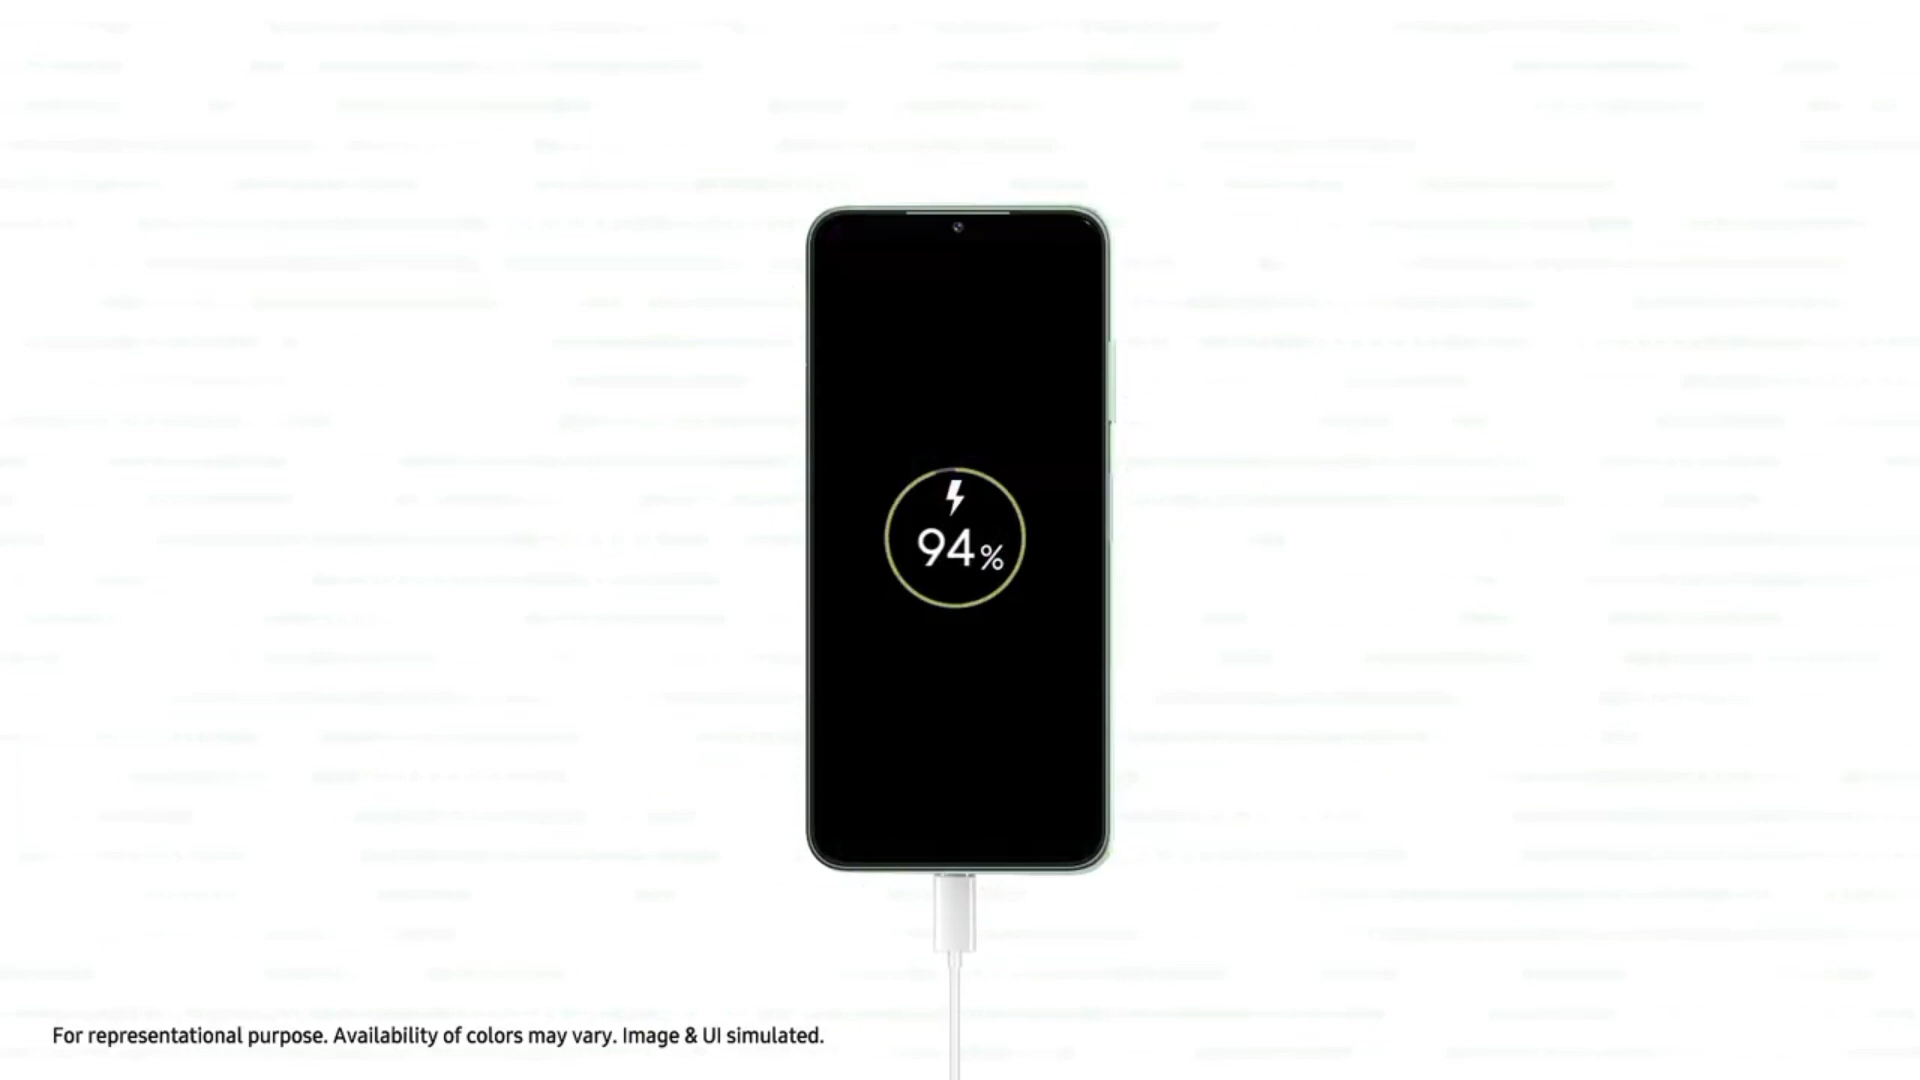 94%
For representational purpose. Availability of colors may vary. Image & UI simulated.